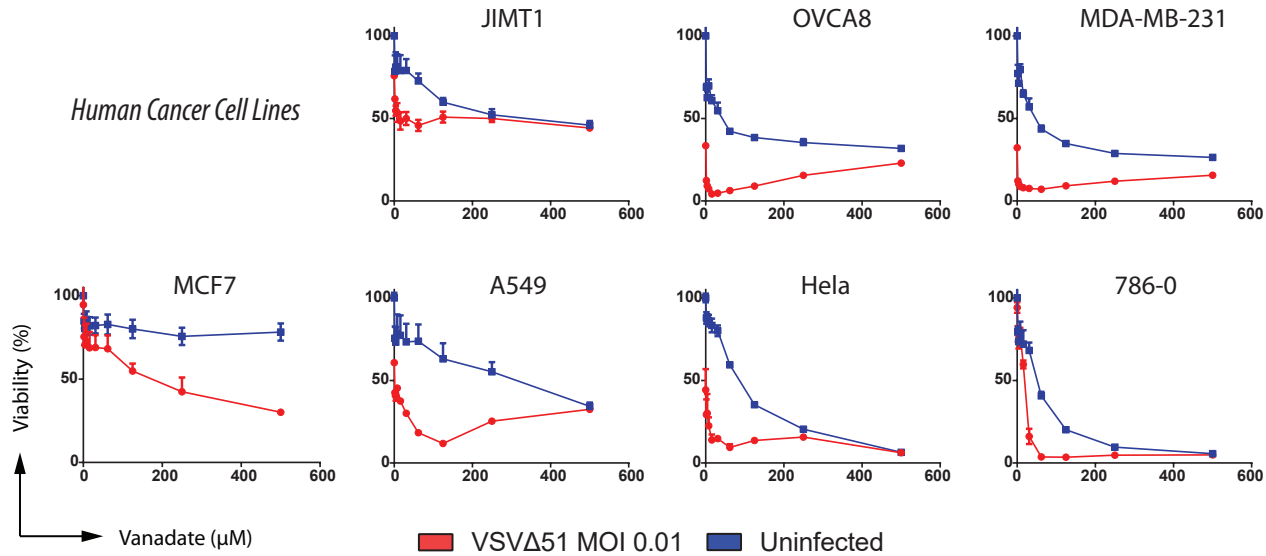 Human Cancer Cell Lines
JIMT1
100
50
0
0 200 400 600
OVCA8
100
50
0
0 200 400 600
MDA-MB-231
100
50
0
0 200 400 600
MCF7
100
50
0
0 200 400 600
A549
100
50
0
0 200 400 600
Hela
100
50
0
0 200 400 600
786-0
100
50
0
0 200 400 600
Viability (%)
Vanadate (µM)
VSVΔ51 MOI 0.01 Uninfected